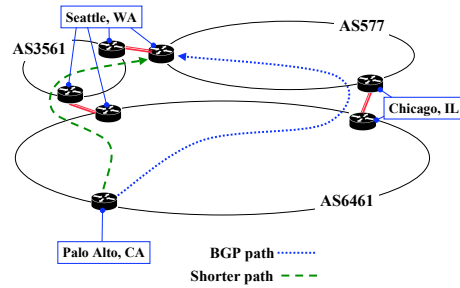 Seattle, WA
AS577
AS3561
Chicago, IL
AS6461
Palo Alto, CA
BGP path
Shorter path